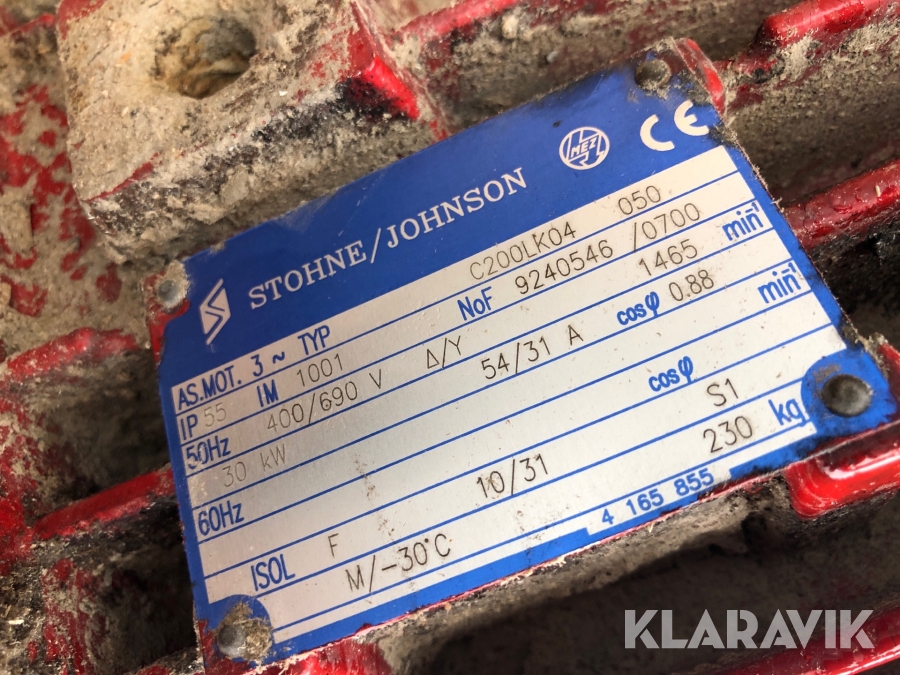 STOHNE/JOHNSON MEZ CE
AS.MOT. 3 ~ TYP C200LK04 050
IP 55 IM 1001 NoF 9240546 /0700
50Hz 400/690 V Δ/Y 1465 min⁻¹
30 kW 54/31 A cosφ 0.88
60Hz min⁻¹
cosφ
ISOL F 10/31 S1
M/-30°C 230 kg
4 165 855
KLARAVIK